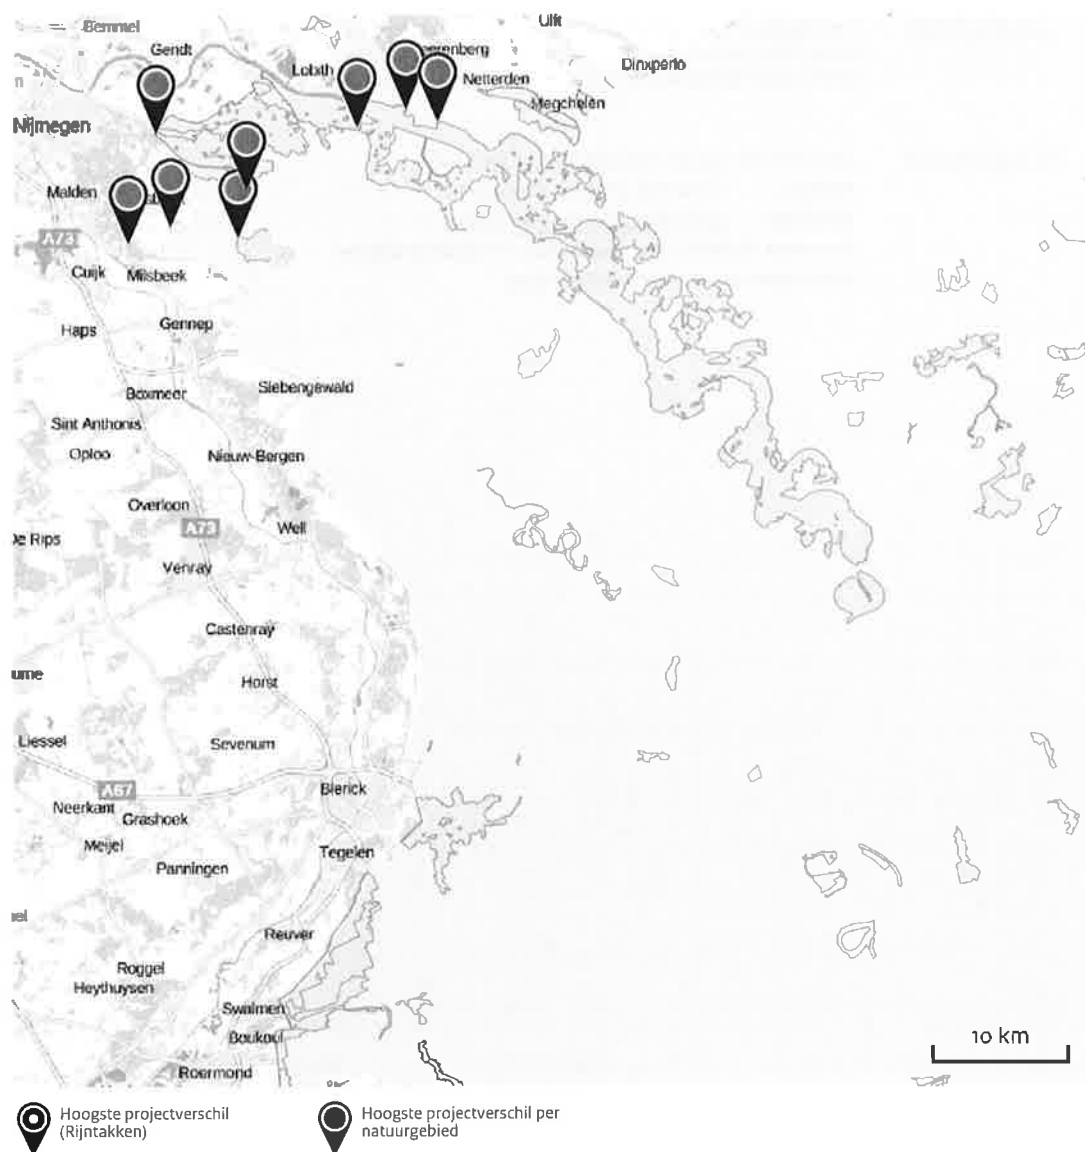 Ulft
Bemmel
Gendt
Lobith
Netterden
Dinxperlo
Megchelen
Nijmegen
Malden
A73
Cuijk
Milsbeek
Haps
Gennep
Siebengewald
Boxmeer
Sint Anthonis
Oploo
Nieuw-Bergen
Overloon
A73
Well
De Rips
Venray
Castenray
Horst
Liessel
Sevenum
A67
Blerick
Neerkant
Grashoek
Meijel
Tegelen
Panningen
Reuver
Roggel
Heythuysen
Swalmen
Boukoul
Roermond
10 km
Hoogste projectverschil
(Rijntakken)
Hoogste projectverschil per
natuurgebied